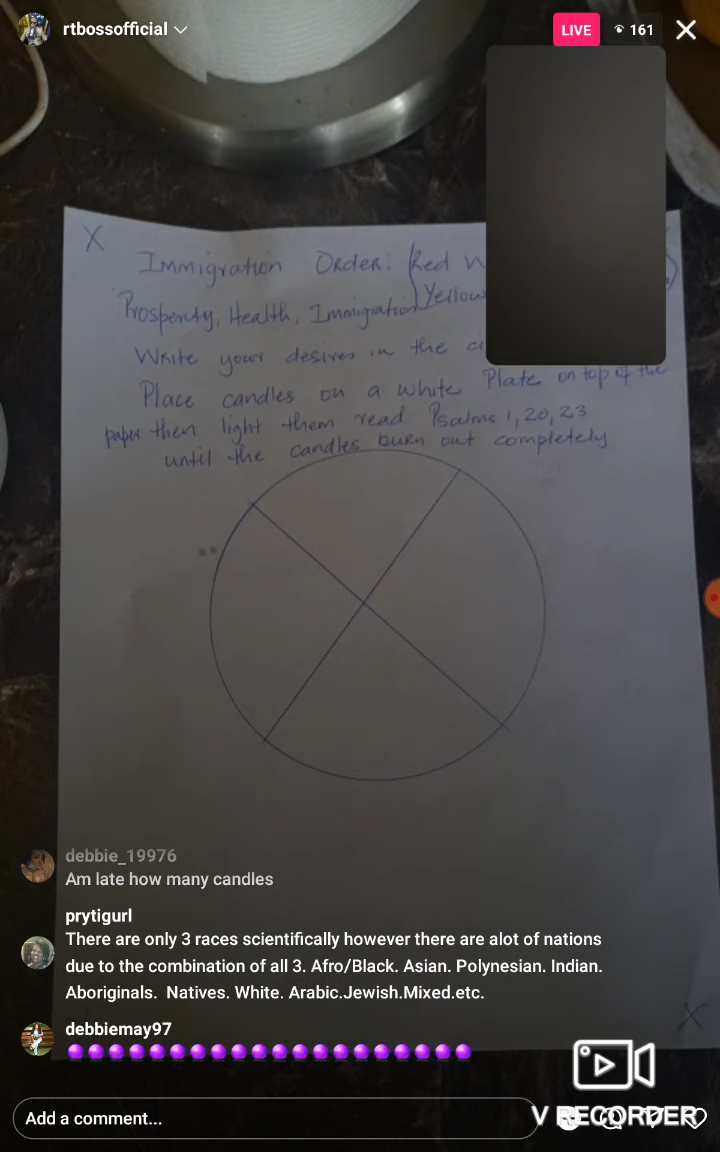 rtbossofficial
LIVE
161
X
Immigration Order: (Red
Prosperity, Health, Immigration Yellow
Write your desires in the
Place candles on a white Plate on top of the
paper then light them read Psalms 1, 20, 23
until the candles burn out completely
debbie_19976
Am late how many candles
prytigurl
There are only 3 races scientifically however there are alot of nations
due to the combination of all 3. Afro/Black. Asian. Polynesian. Indian.
Aboriginals. Natives. White. Arabic.Jewish.Mixed.etc.
debbiemay97
X
Add a comment...
V RECORDER